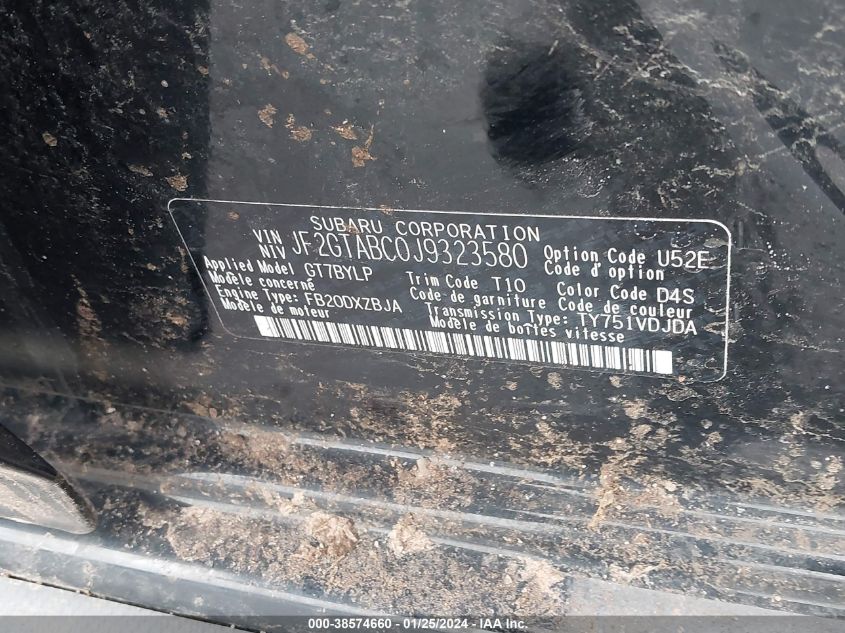 SUBARU CORPORATION
VIN
NIV JF2GTABC0J9323580 Option Code U52E
Code d'option
Applied Model GT7BYLP Trim Code T10 Color Code D4S
Modèle concerné Code de garniture Code de couleur
Engine Type: FB20DXZBJA Transmission Type: TY751VDJDA
Modèle de moteur Modèle de boîtes vitesse
000-38574660 - 01/25/2024 - IAA Inc.